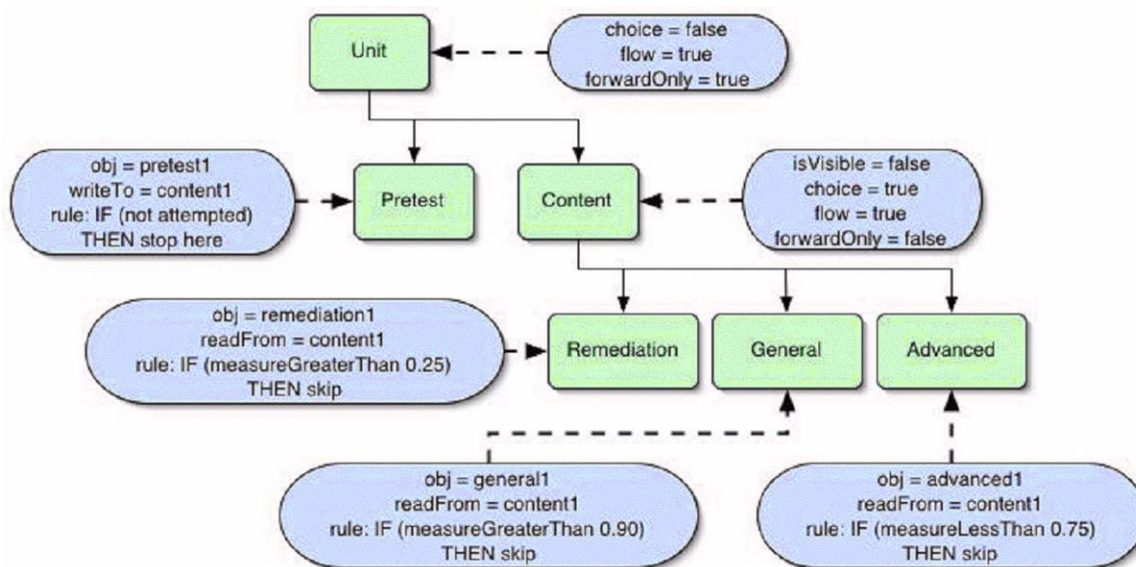 Unit
choice = false
flow = true
forwardOnly = true
obj = pretest1
writeTo = content1
rule: IF (not attempted)
THEN stop here
Pretest
Content
isVisible = false
choice = true
flow = true
forwardOnly = false
obj = remediation1
readFrom = content1
rule: IF (measureGreaterThan 0.25)
THEN skip
Remediation
General
Advanced
obj = general1
readFrom = content1
rule: IF (measureGreaterThan 0.90)
THEN skip
obj = advanced1
readFrom = content1
rule: IF (measureLessThan 0.75)
THEN skip